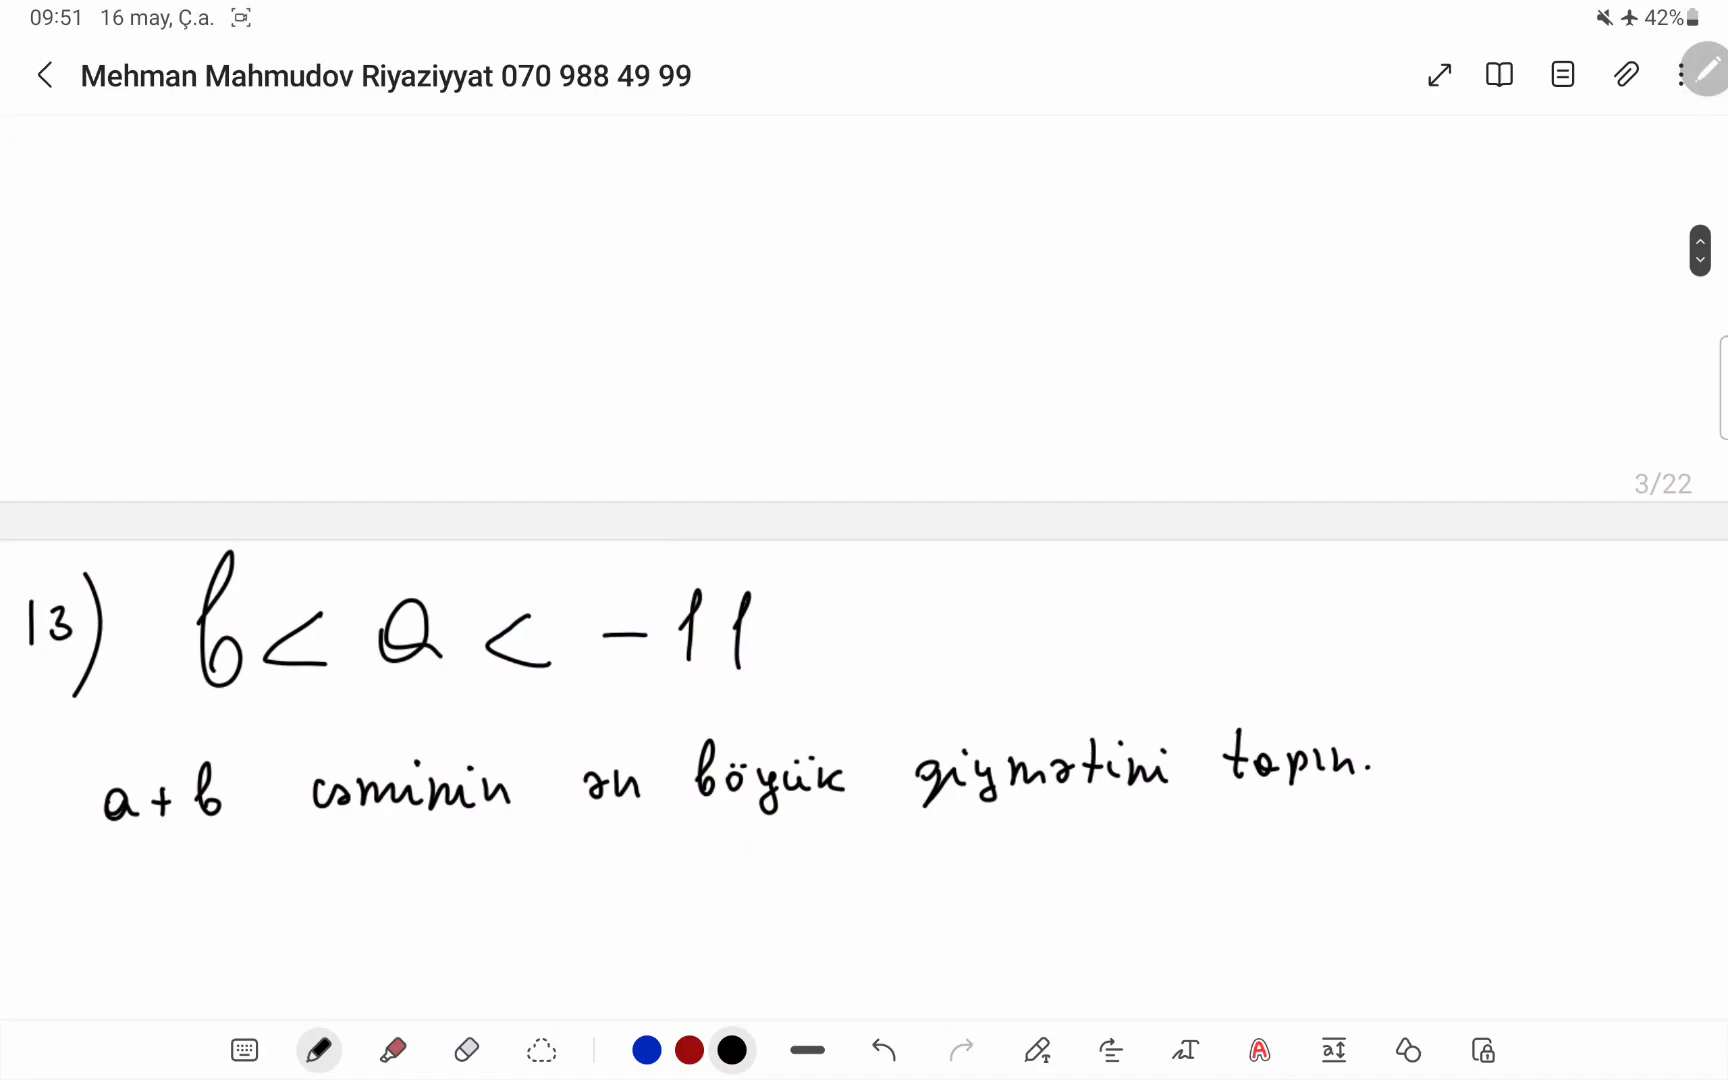 09:51 16 may, Ç.a. 42%
Mehman Mahmudov Riyaziyyat 070 988 49 99
3/22
13) b < a < -11
a+b cəminin ən böyük qiymətini tapın.